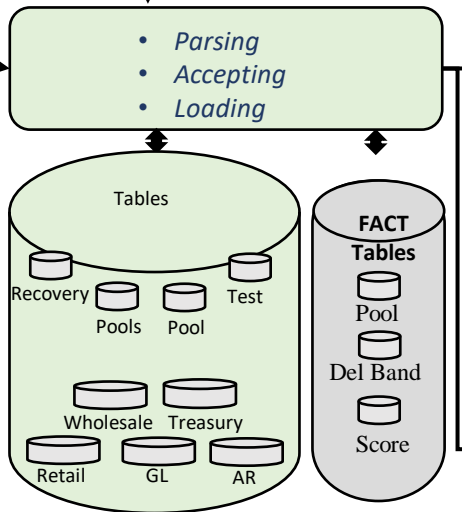 • Parsing
• Accepting
• Loading
Tables
Recovery
Test
Pools
Pool
Wholesale
Treasury
Retail
GL
AR
FACT
Tables
Pool
Del Band
Score